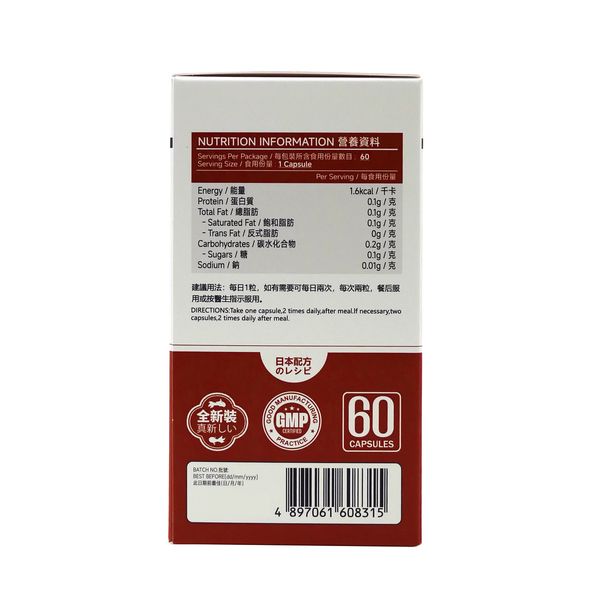 NUTRITION INFORMATION 營養資料
Servings Per Package / 每包裝所含食用份量數目 : 60
Serving Size / 食用份量 : 1 Capsule
Per Serving / 每食用份量
Energy / 能量 1.6kcal / 千卡
Protein / 蛋白質 0.1g / 克
Total Fat / 總脂肪 0.1g / 克
- Saturated Fat / 飽和脂肪 0.1g / 克
- Trans Fat / 反式脂肪 0g / 克
Carbohydrates / 碳水化合物 0.2g / 克
- Sugars / 糖 0.1g / 克
Sodium / 鈉 0.01g / 克
建議用法：每日1粒，如有需要可每日兩次，每次兩粒，餐后服
用或按醫生指示服用。
DIRECTIONS:Take one capsule,2 times daily,after meal.If necessary,two
capsules,2 times daily,after meal.
日本配方
のレシピ
全新裝
真新しい
GOOD MANUFACTURING
GMP
CERTIFIED
PRACTICE
60
CAPSULES
BATCH NO.批號:
BEST BEFORE(dd/mm/yyyy)
此日期前最佳(日/月/年)
4 897061 608315